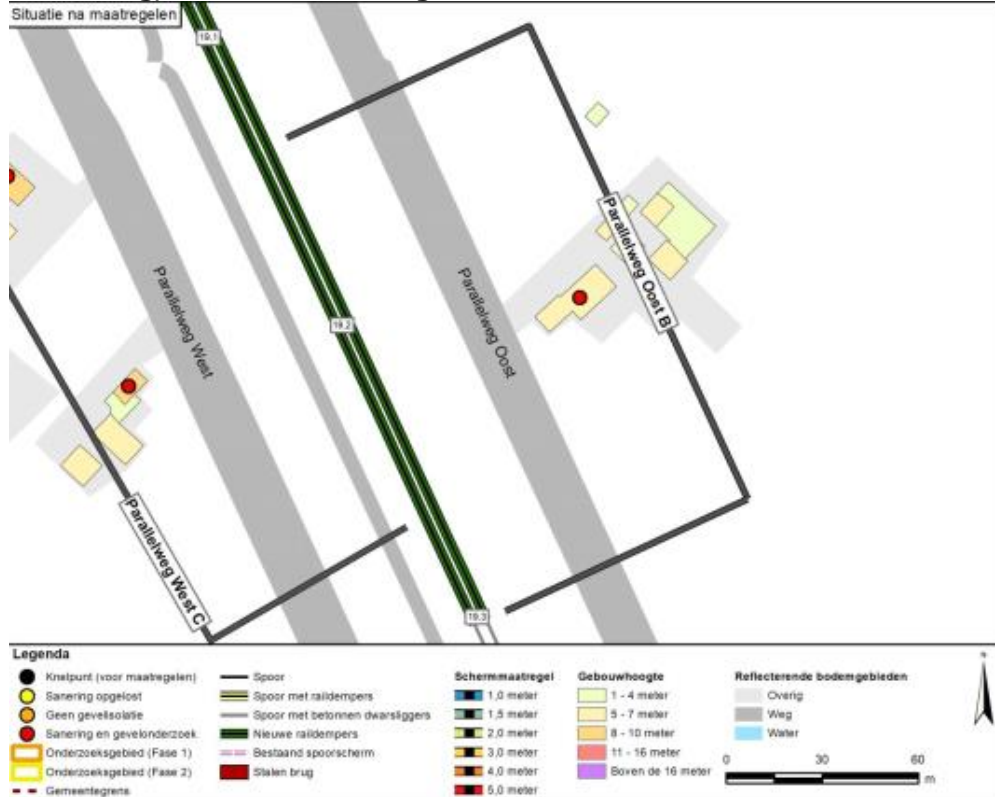 Situatie na maatregelen
19.1
Parallelweg West
19.2
Parallelweg Oost
Parallelweg Oost B
Parallelweg West C
19.3
Legenda
Knelpunt (voor maatregelen)
Sanering opgelost
Geen gevelisolatie
Sanering en gevelonderzoek
Onderzoeksgebied (Fase 1)
Onderzoeksgebied (Fase 2)
Gemeentegrens
Spoor
Spoor met raildempers
Spoor met betonnen dwarsliggers
Nieuwe raildempers
Bestaand spoorscherm
Stalen brug
Schermmaatregel
1,0 meter
1,5 meter
2,0 meter
3,0 meter
4,0 meter
5,0 meter
Gebouwhoogte
1 - 4 meter
5 - 7 meter
8 - 10 meter
11 - 16 meter
Boven de 16 meter
Reflecterende bodemgebieden
Overig
Weg
Water
0 30 60
m